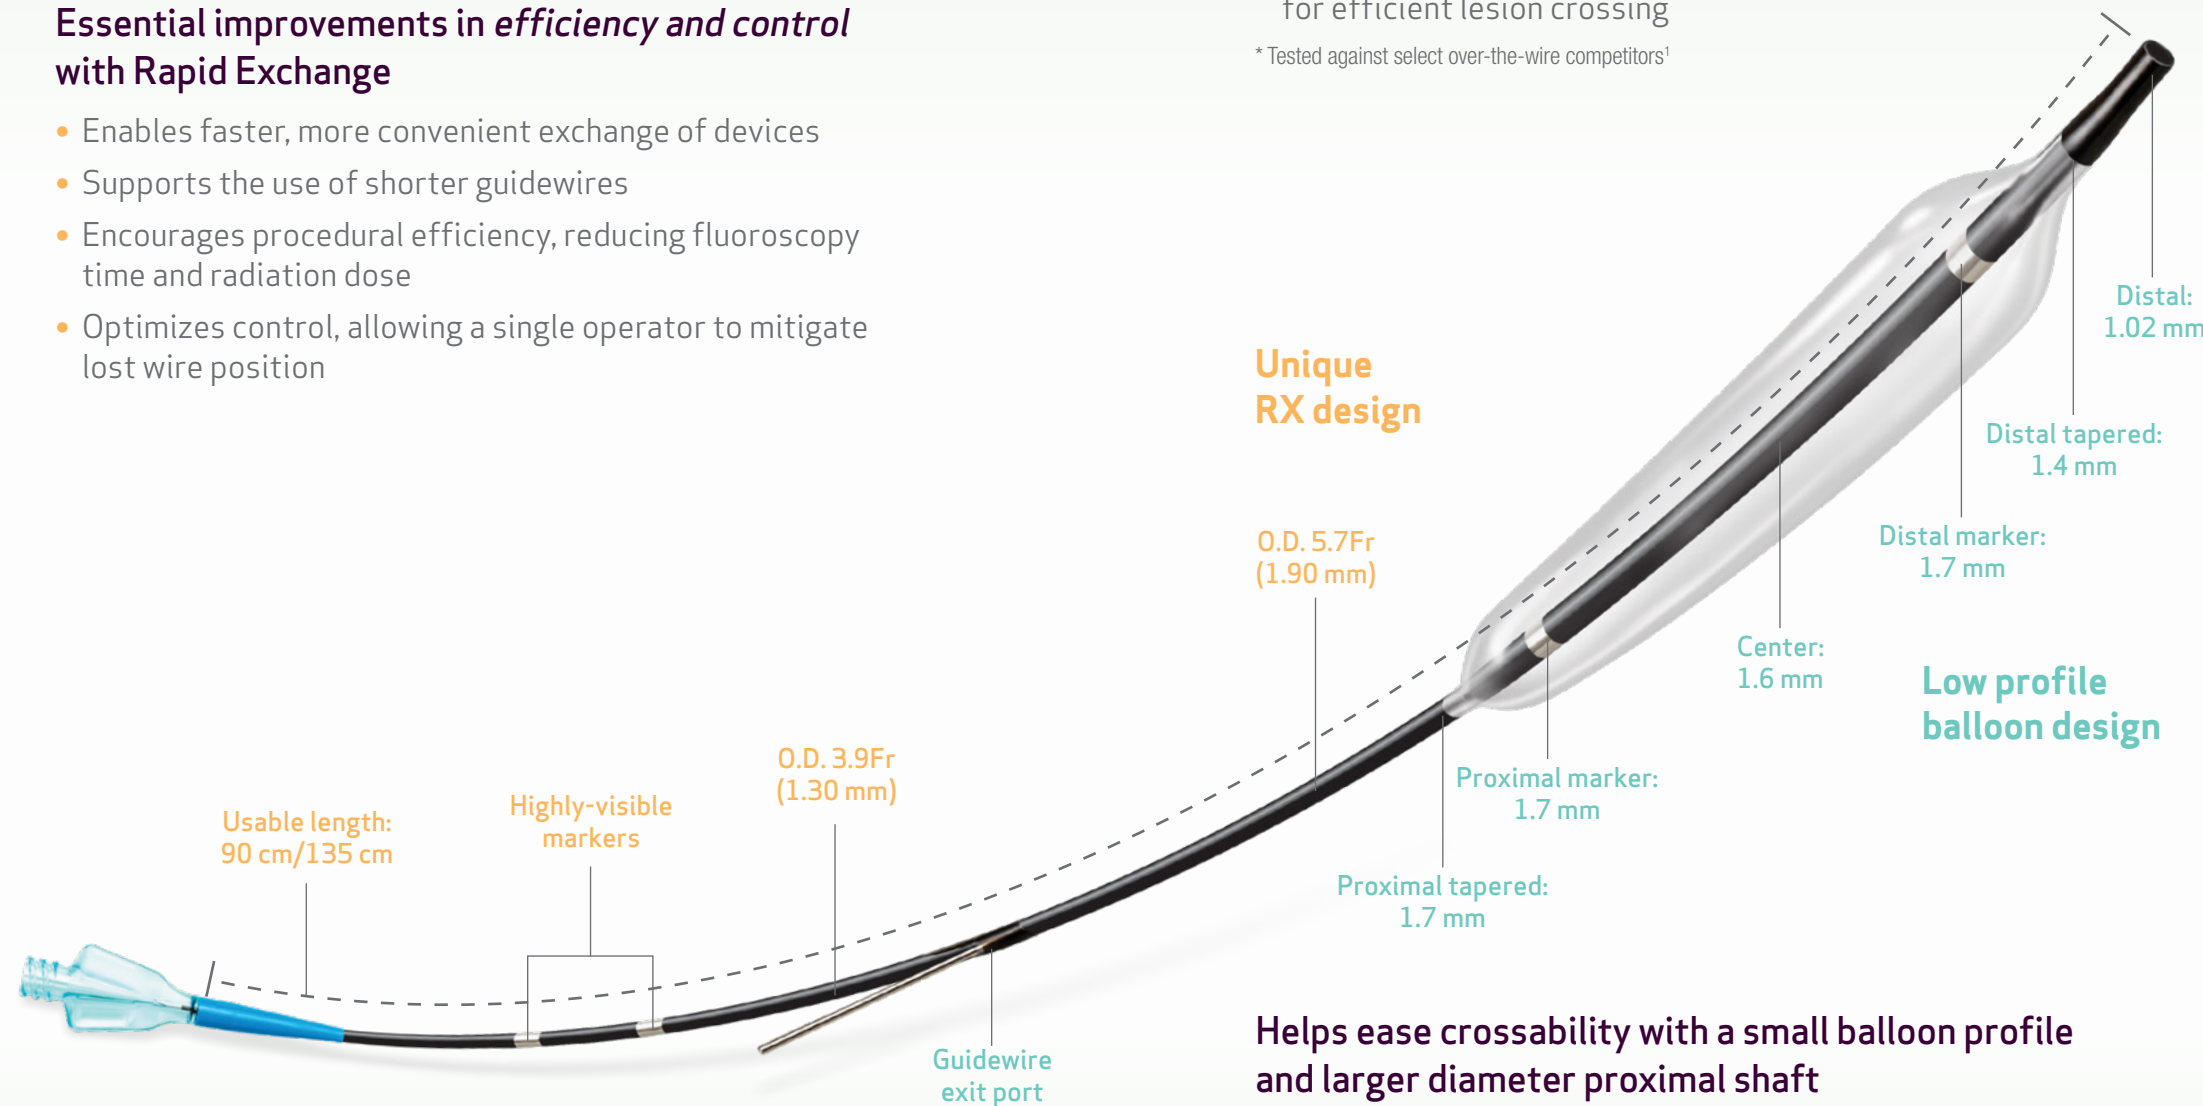 Essential improvements in efficiency and control
with Rapid Exchange
• Enables faster, more convenient exchange of devices
• Supports the use of shorter guidewires
• Encourages procedural efficiency, reducing fluoroscopy
time and radiation dose
• Optimizes control, allowing a single operator to mitigate
lost wire position
for efficient lesion crossing
* Tested against select over-the-wire competitors¹
Unique
RX design
O.D. 5.7Fr
(1.90 mm)
Distal:
1.02 mm
Distal tapered:
1.4 mm
Distal marker:
1.7 mm
Center:
1.6 mm
Low profile
balloon design
Proximal marker:
1.7 mm
Proximal tapered:
1.7 mm
O.D. 3.9Fr
(1.30 mm)
Highly-visible
markers
Usable length:
90 cm/135 cm
Guidewire
exit port
Helps ease crossability with a small balloon profile
and larger diameter proximal shaft